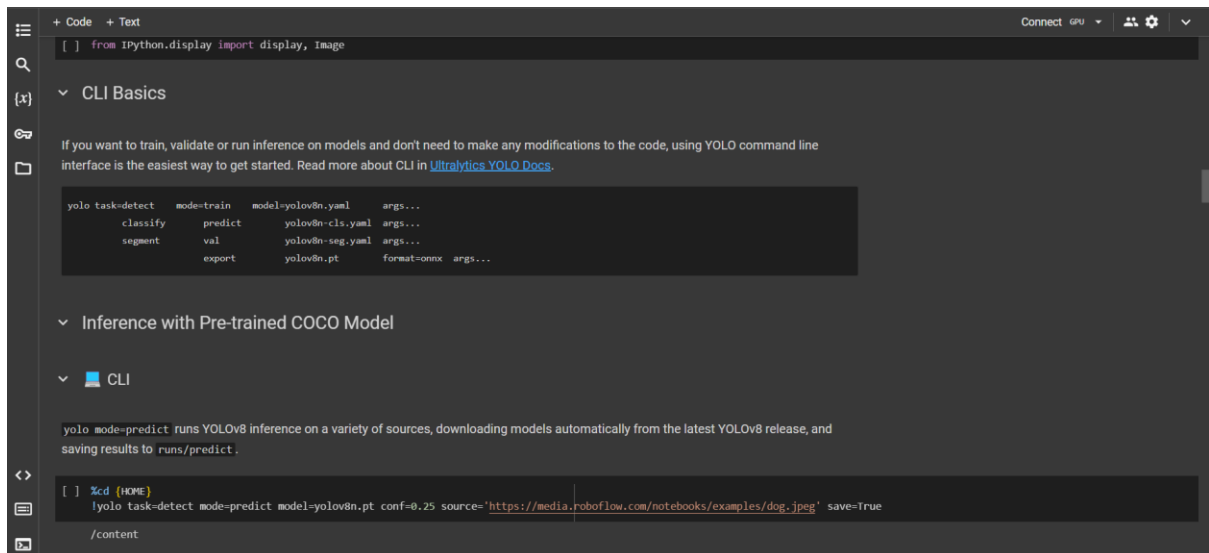 + Code + Text Connect GPU
[ ] from IPython.display import display, Image
{x} CLI Basics
If you want to train, validate or run inference on models and don't need to make any modifications to the code, using YOLO command line
interface is the easiest way to get started. Read more about CLI in Ultralytics YOLO Docs.
yolo task=detect mode=train model=yolov8n.yaml args...
classify predict yolov8n-cls.yaml args...
segment val yolov8n-seg.yaml args...
export yolov8n.pt format=onnx args...
Inference with Pre-trained COCO Model
CLI
yolo mode=predict runs YOLOv8 inference on a variety of sources, downloading models automatically from the latest YOLOv8 release, and
saving results to runs/predict.
[ ] %cd {HOME}
!yolo task=detect mode=predict model=yolov8n.pt conf=0.25 source='https://media.roboflow.com/notebooks/examples/dog.jpeg' save=True
/content